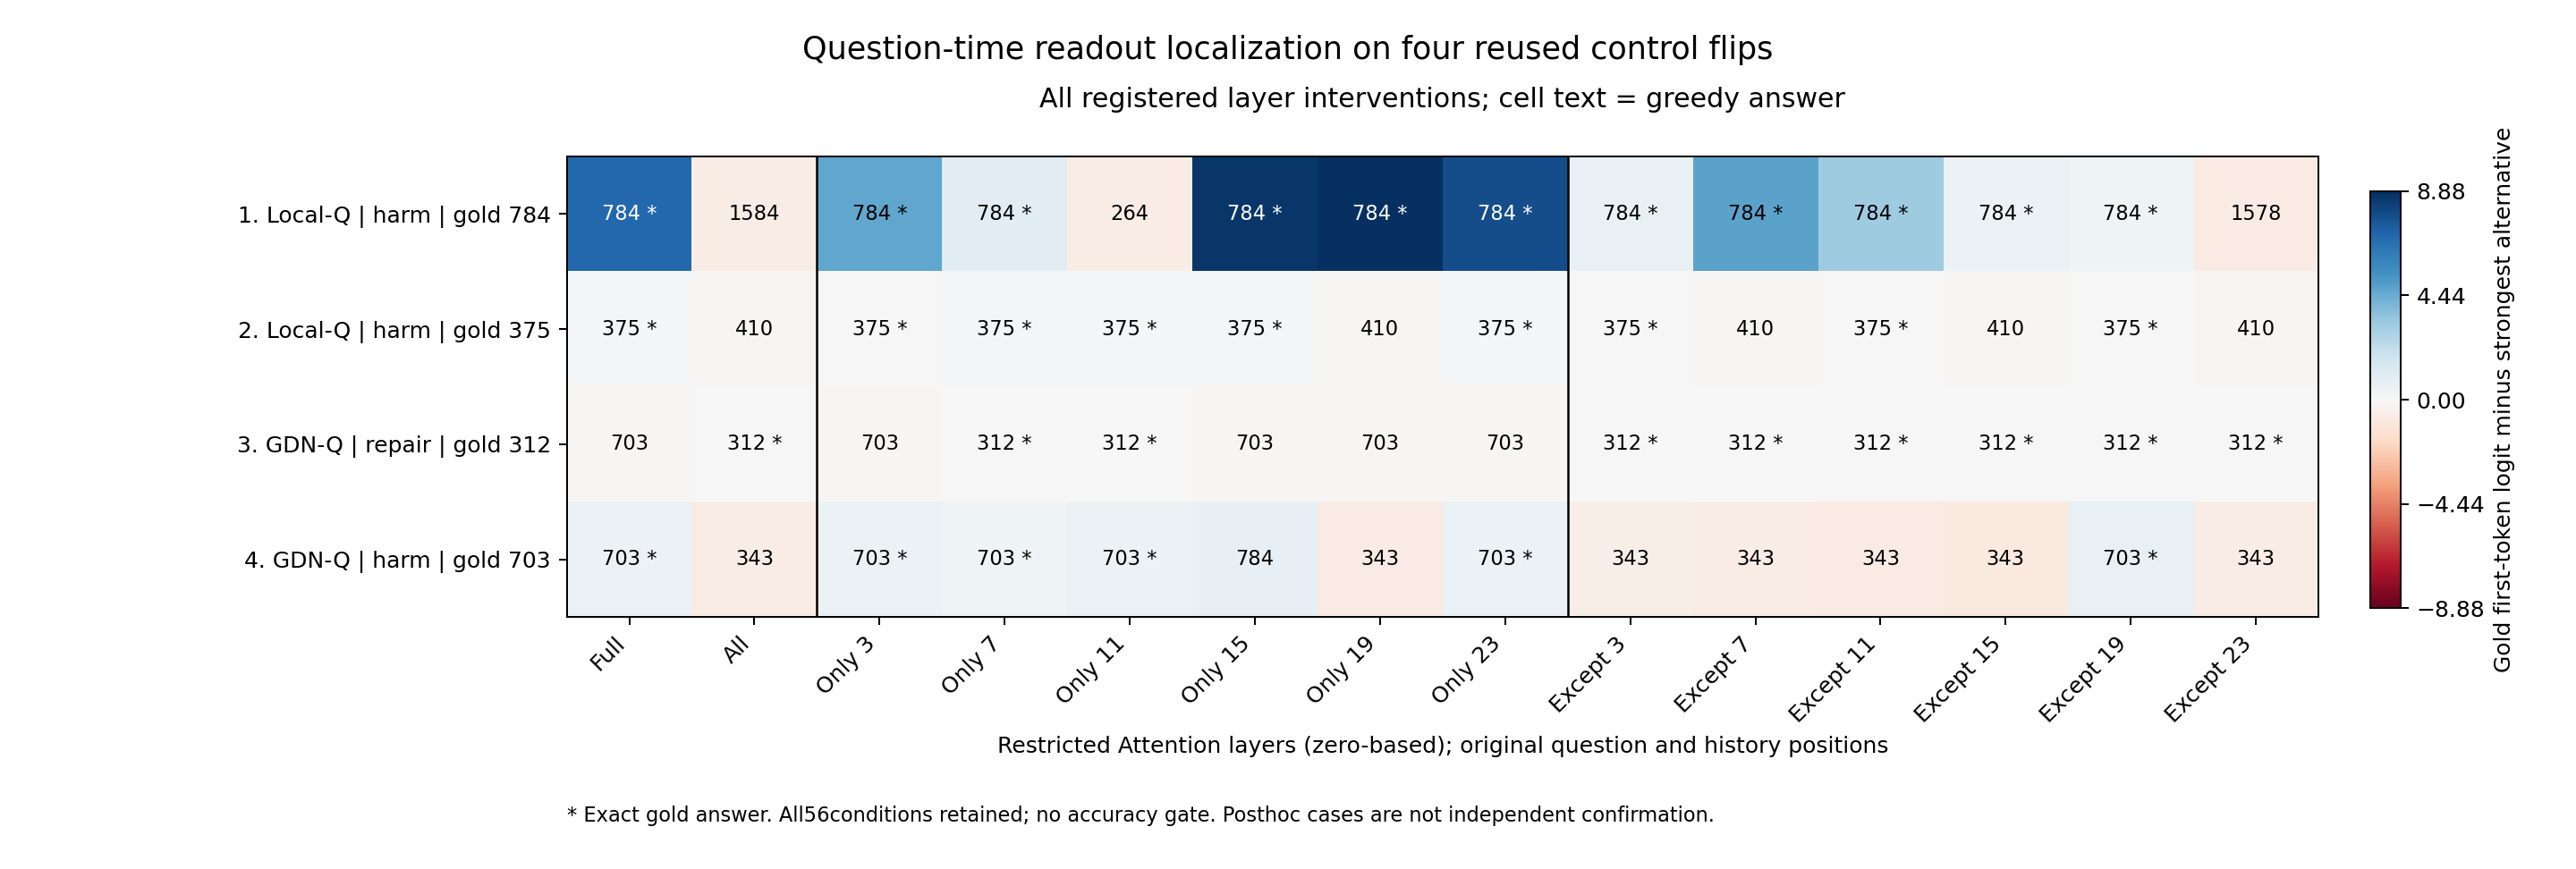 Question-time readout localization on four reused control flips
All registered layer interventions; cell text = greedy answer
1. Local-Q | harm | gold 784
784 * 1584 784 * 784 * 264 784 * 784 * 784 * 784 * 784 * 784 * 784 * 784 * 1578
2. Local-Q | harm | gold 375
375 * 410 375 * 375 * 375 * 375 * 410 375 * 375 * 410 375 * 410 375 * 410
3. GDN-Q | repair | gold 312
703 312 * 703 312 * 312 * 703 703 703 312 * 312 * 312 * 312 * 312 * 312 *
4. GDN-Q | harm | gold 703
703 * 343 703 * 703 * 703 * 784 343 703 * 343 343 343 343 703 * 343
Full
All
Only 3
Only 7
Only 11
Only 15
Only 19
Only 23
Except 3
Except 7
Except 11
Except 15
Except 19
Except 23
Restricted Attention layers (zero-based); original question and history positions
8.88
4.44
0.00
−4.44
−8.88
Gold first-token logit minus strongest alternative
* Exact gold answer. All56conditions retained; no accuracy gate. Posthoc cases are not independent confirmation.